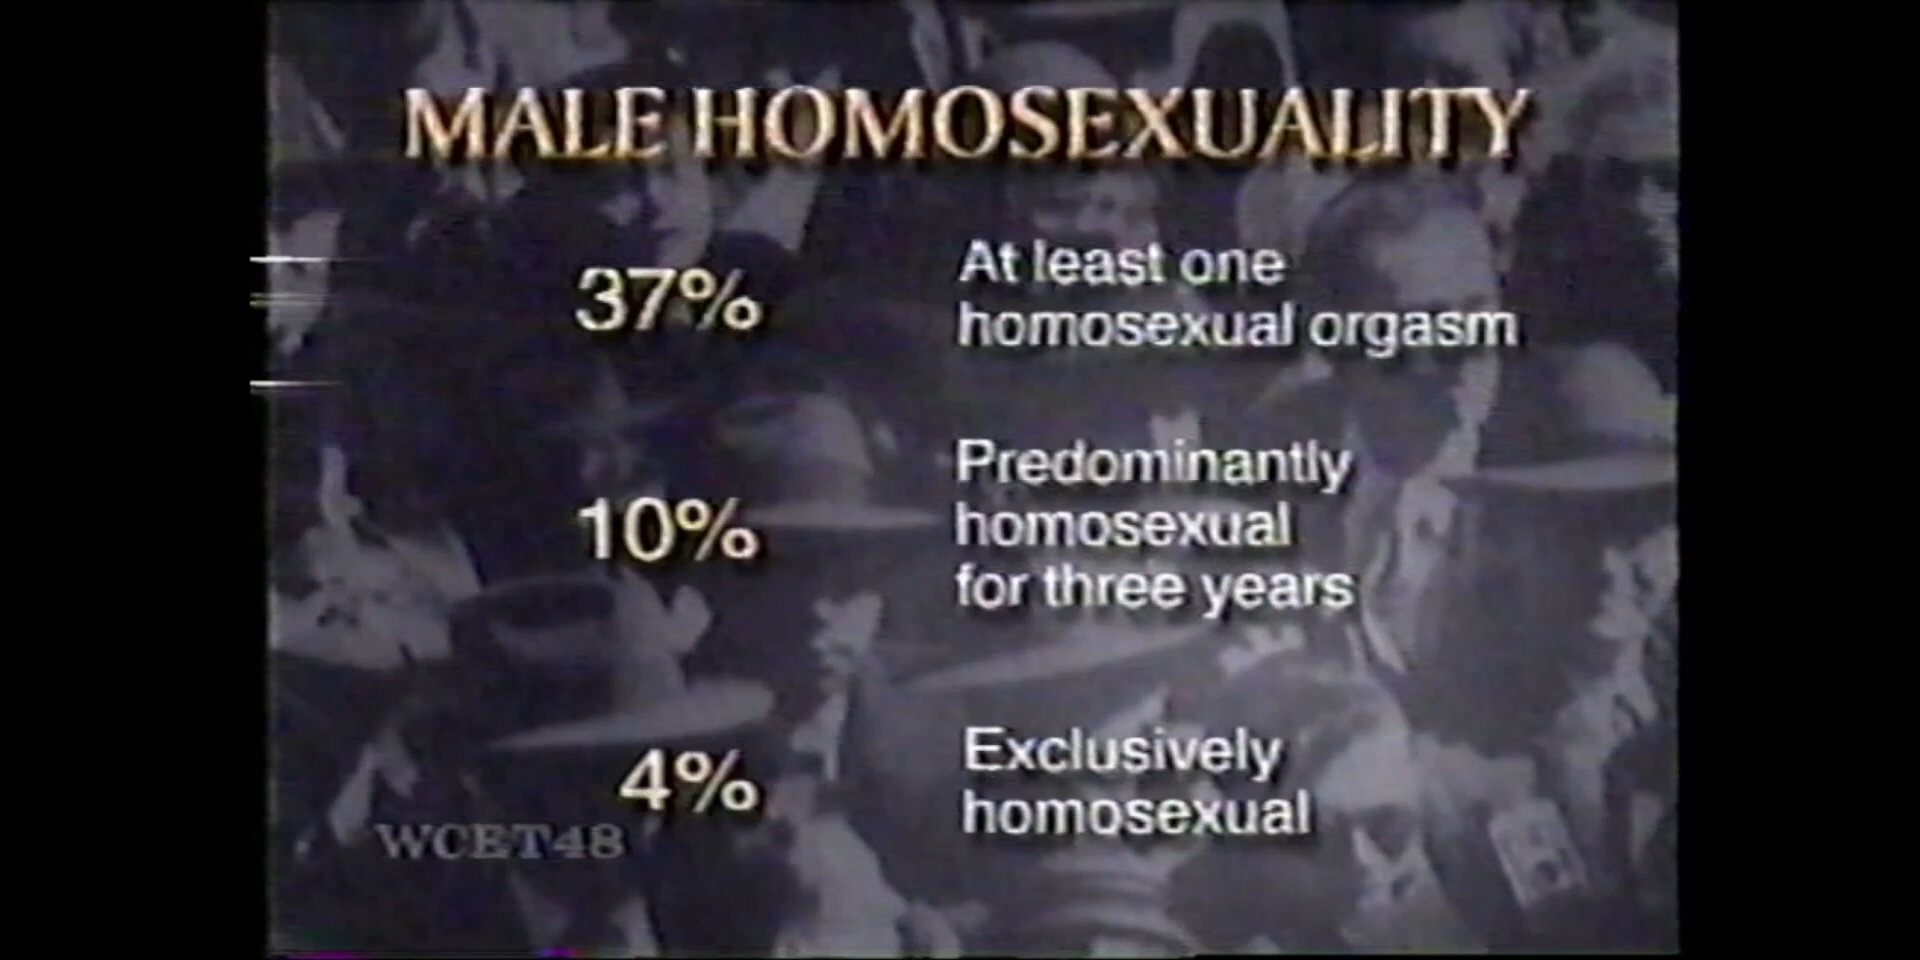 MALE HOMOSEXUALITY
37%
At least one
homosexual orgasm
10%
Predominantly
homosexual
for three years
4%
Exclusively
homosexual
WCET48